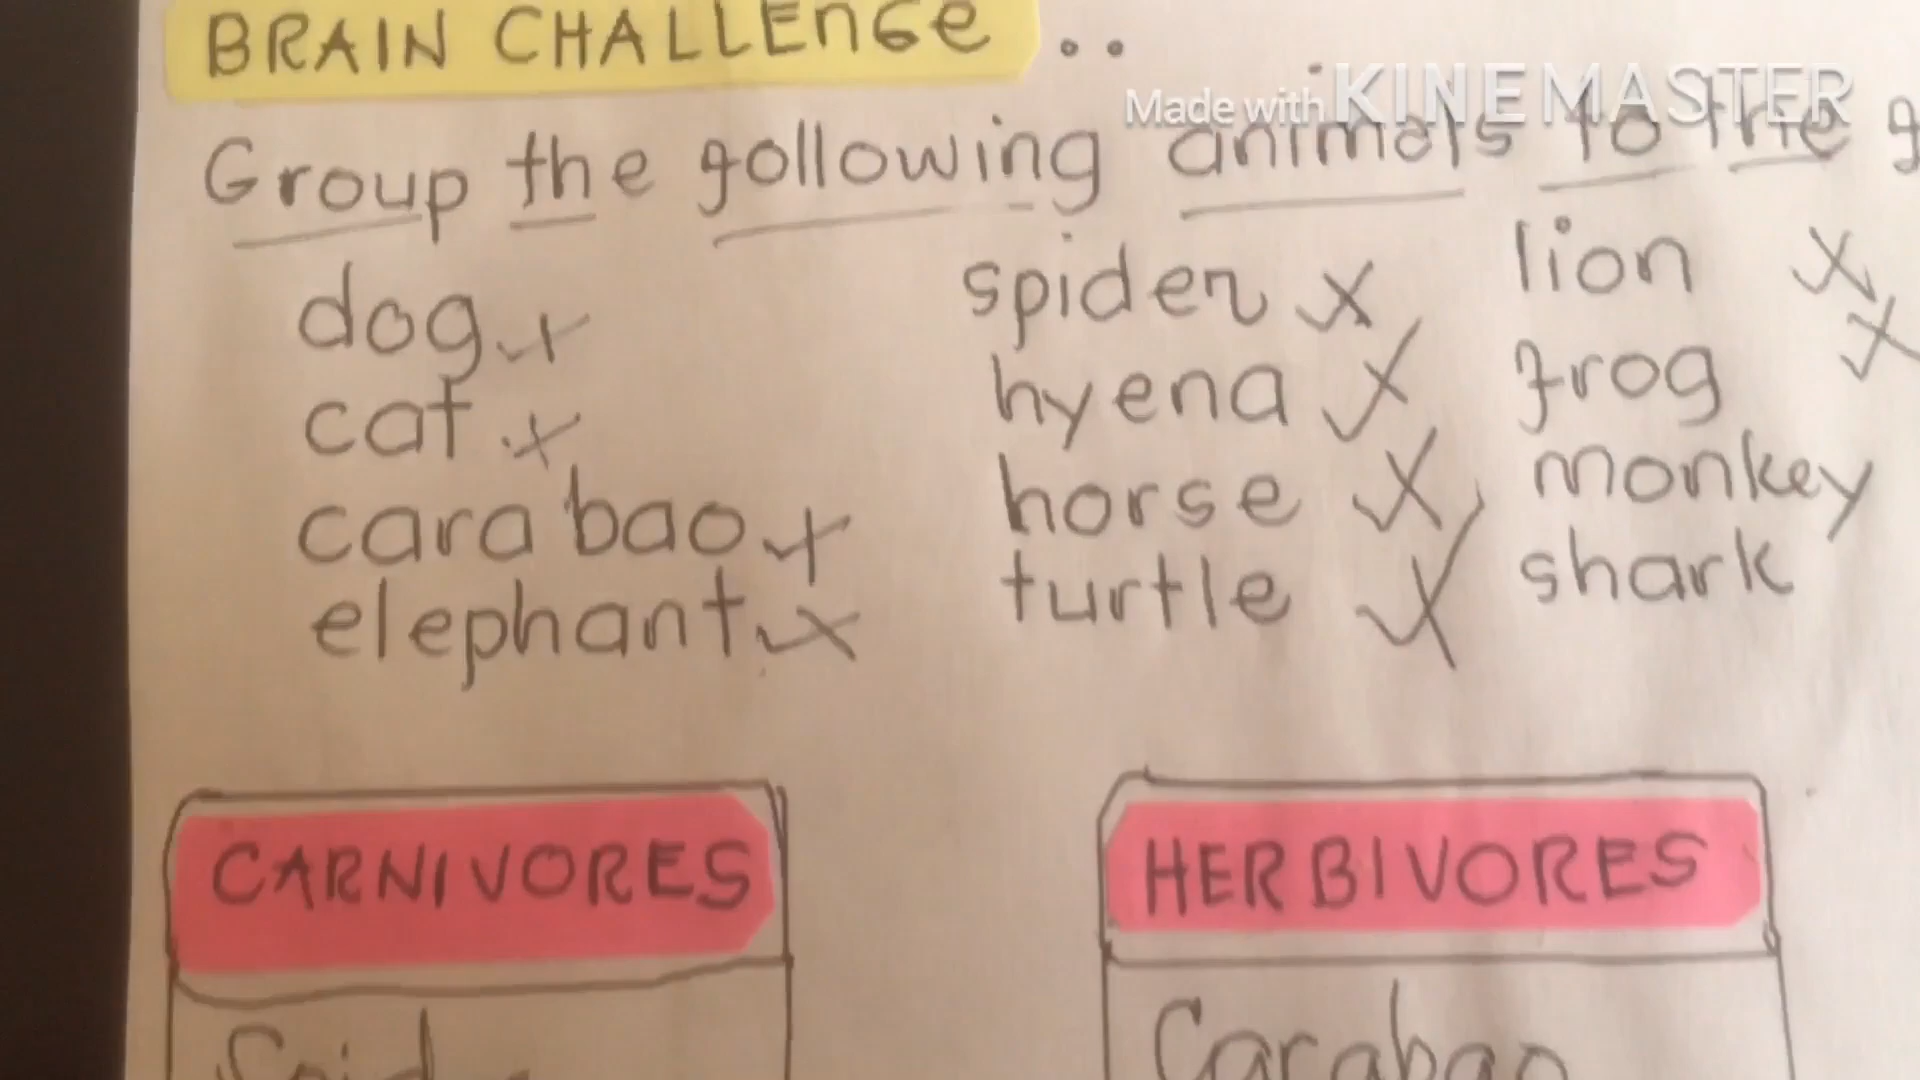 BRAIN CHALLEnGe ..
Made with KINEMASTER
Group the gollowing animals to the g
dog
cat
carabao
elephant
spider
hyena
horse
turtle
lion
frog
monkey
shark
CARNIVORES
HERBIVORES
Carabao